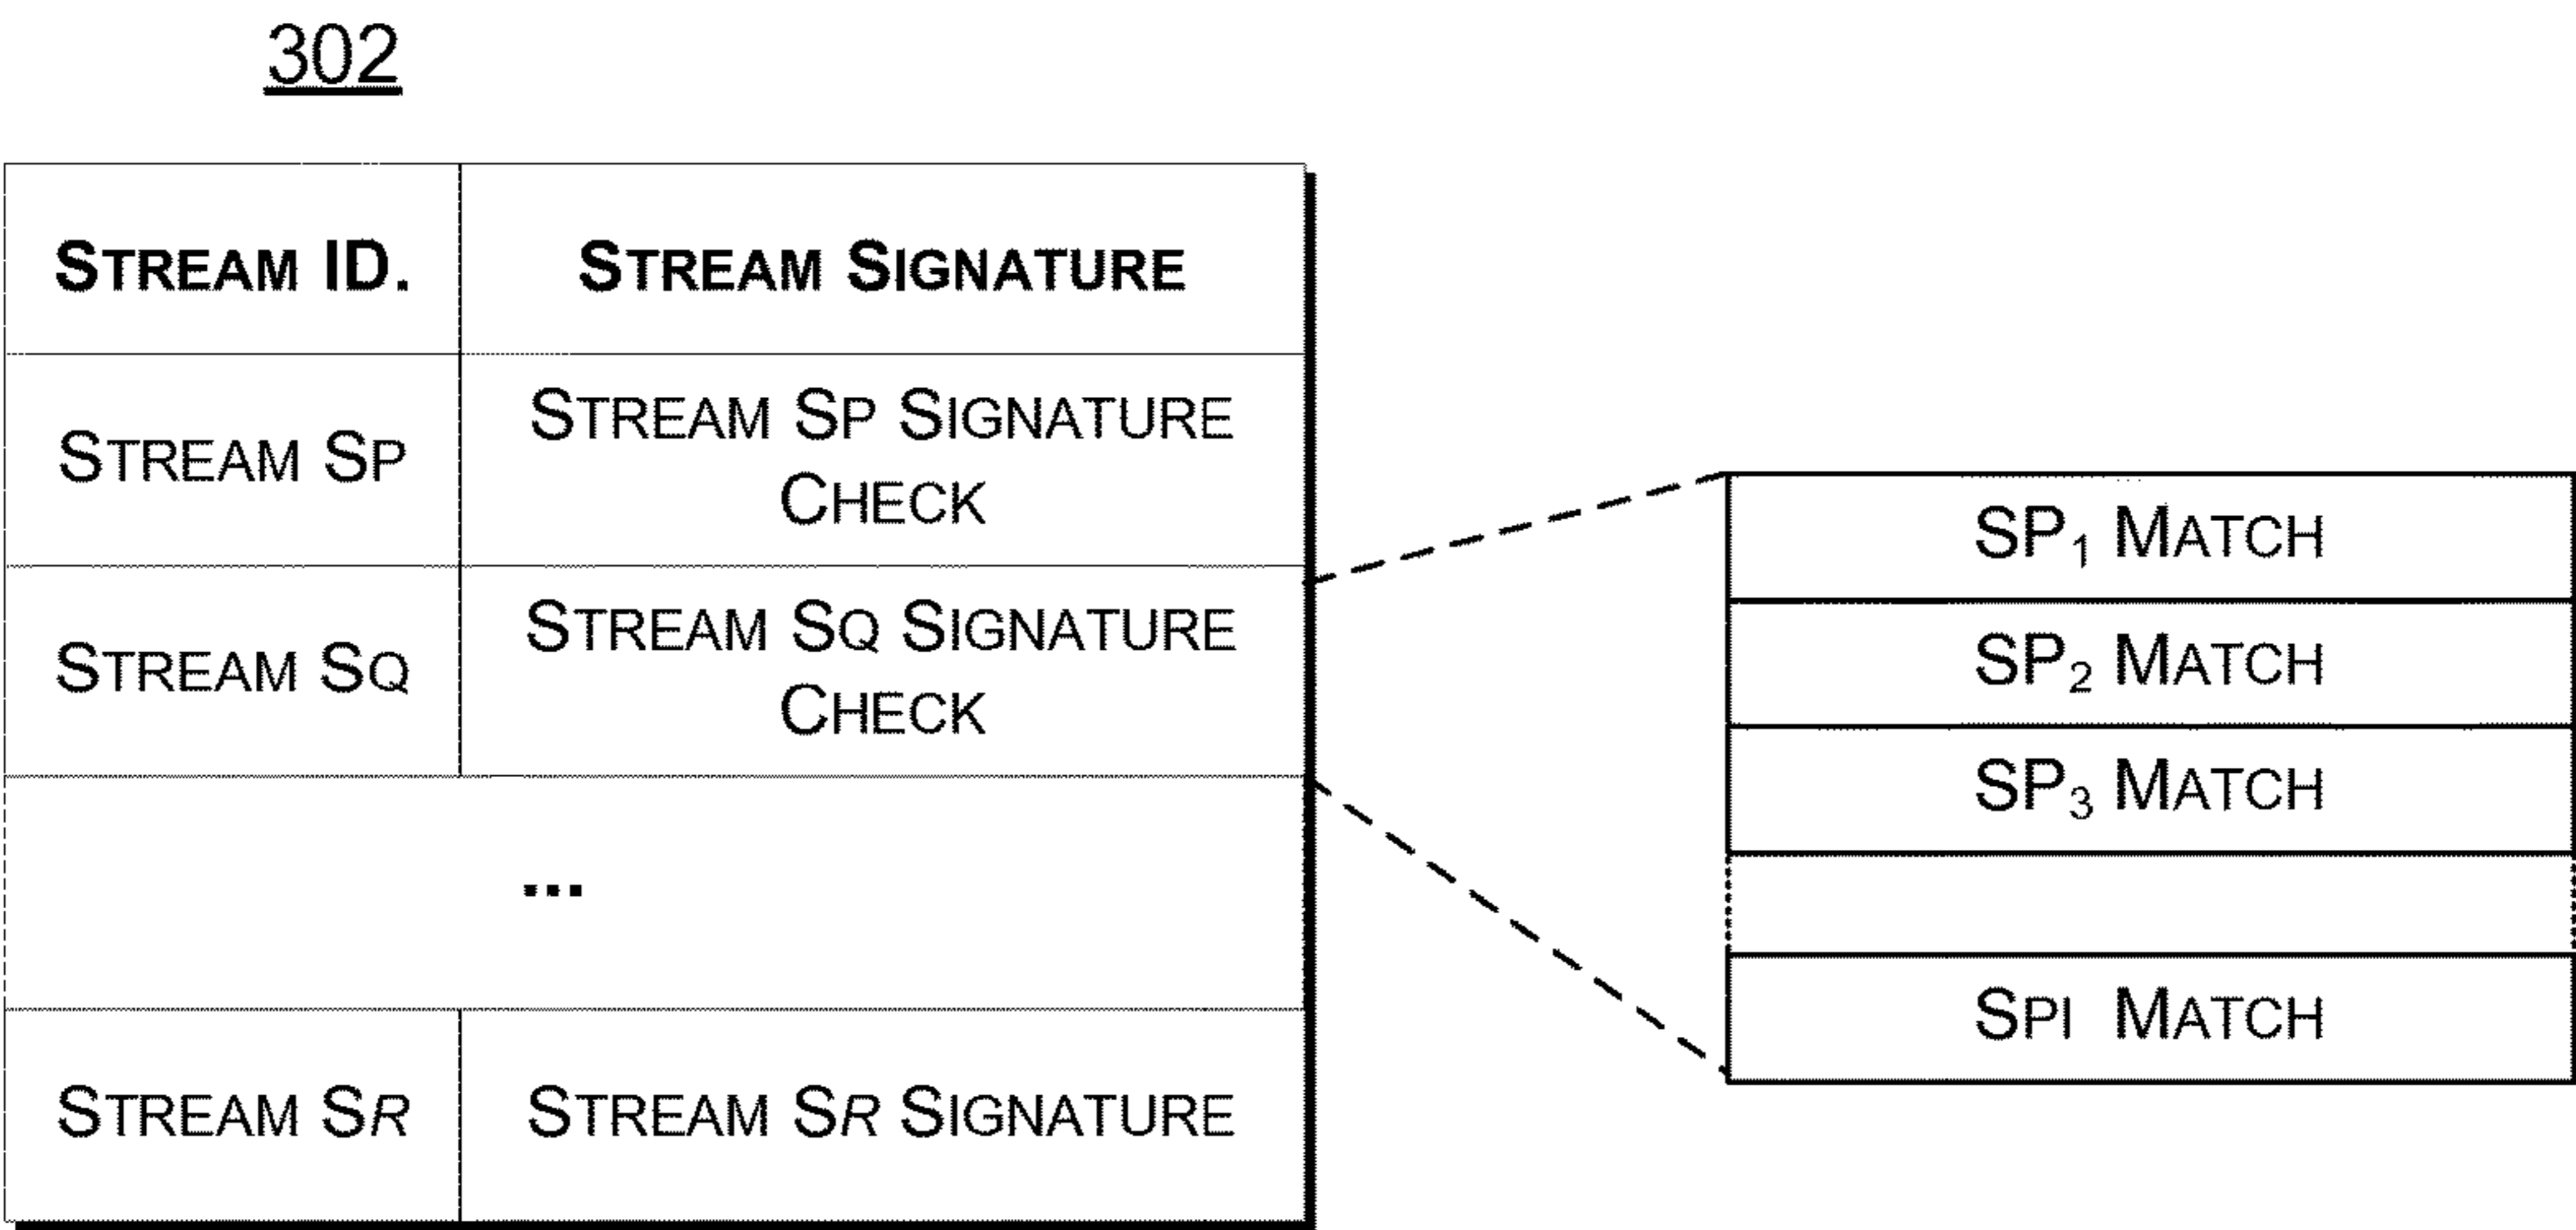 302
STREAM ID. STREAM SIGNATURE
STREAM SP STREAM SP SIGNATURE
CHECK
STREAM SQ STREAM SQ SIGNATURE
CHECK
...
STREAM SR STREAM SR SIGNATURE
SP₁ MATCH
SP₂ MATCH
SP₃ MATCH
SPI MATCH